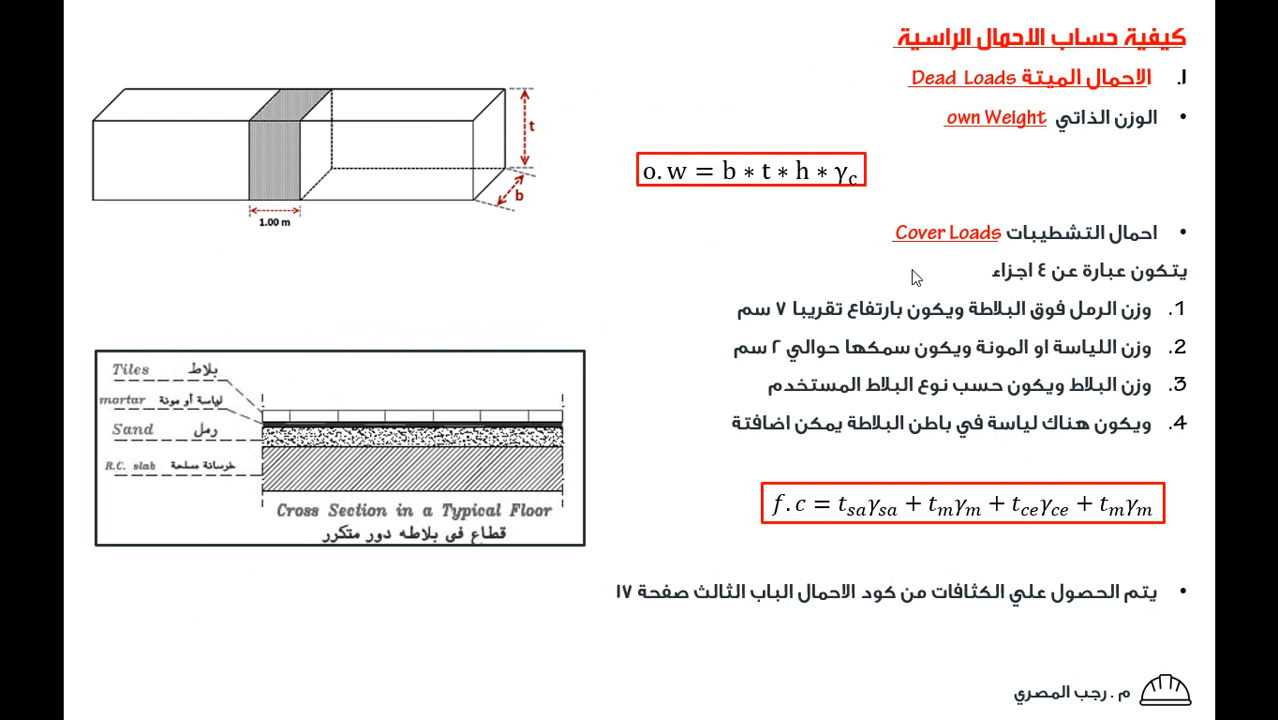 كيفية حساب الاحمال الراسية
١. الاحمال الميتة Dead Loads
• الوزن الذاتي own Weight
o.w = b ∗ t ∗ h ∗ γc
• احمال التشطيبات Cover Loads
يتكون عبارة عن ٤ اجزاء
1. وزن الرمل فوق البلاطة ويكون بارتفاع تقريبا ٧ سم
2. وزن اللياسة او المونة ويكون سمكها حوالي ٢ سم
3. وزن البلاط ويكون حسب نوع البلاط المستخدم
4. ويكون هناك لياسة في باطن البلاطة يمكن اضافتة
f.c = tsaγsa + tmγm + tceγce + tmγm
• يتم الحصول علي الكثافات من كود الاحمال الباب الثالث صفحة ١٧
t
b
1.00 m
Tiles بلاط
mortar لياسة أو مونة
Sand رمل
R.C. slab خرسانة مسلحة
Cross Section in a Typical Floor
قطاع فى بلاطه دور متكرر
م . رجب المصري